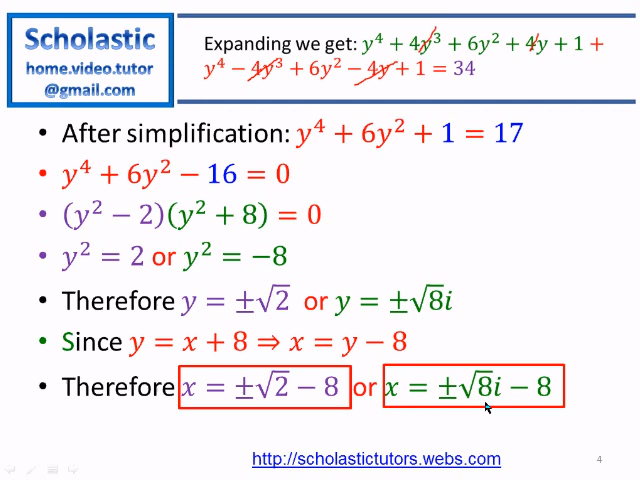 Scholastic
home.video.tutor
@gmail.com
Expanding we get: y⁴ + 4y³ + 6y² + 4y + 1 +
y⁴ − 4y³ + 6y² − 4y + 1 = 34
• After simplification: y⁴ + 6y² + 1 = 17
• y⁴ + 6y² − 16 = 0
• (y² − 2)(y² + 8) = 0
• y² = 2 or y² = −8
• Therefore y = ±√2 or y = ±√8i
• Since y = x + 8 ⇒ x = y − 8
• Therefore x = ±√2 − 8 or x = ±√8i − 8
http://scholastictutors.webs.com
4